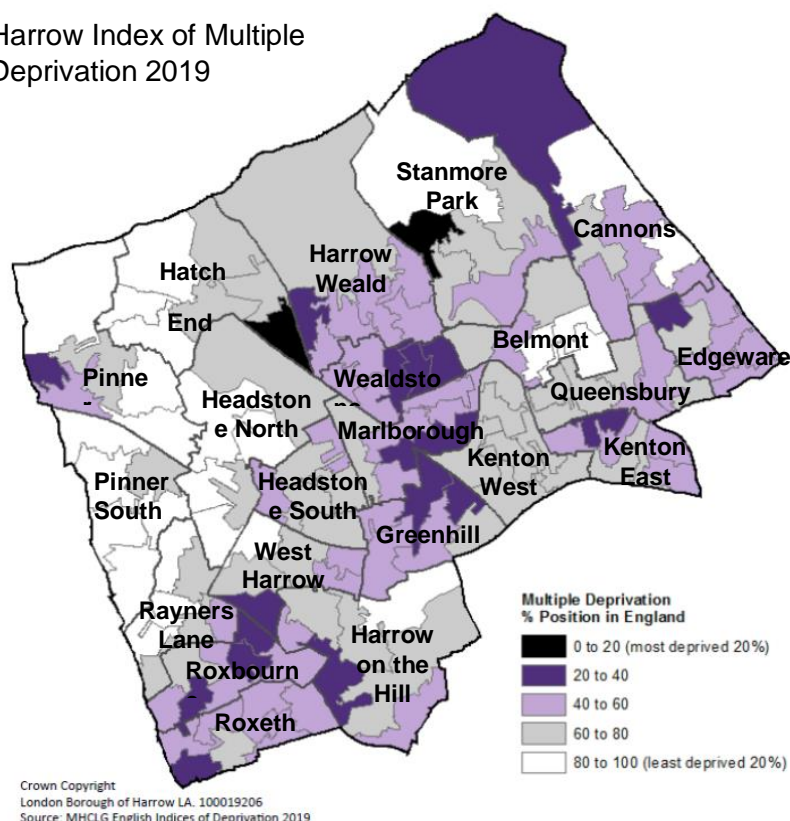 Harrow Index of Multiple
Deprivation 2019
Stanmore
Park
Cannons
Hatch
End
Harrow
Weald
Belmont
Edgeware
Pinne
Wealdsto
Queensbury
Headston
e North
Marlborough
Kenton
East
Kenton
West
Pinner
South
Headston
e South
Greenhill
West
Harrow
Rayners
Lane
Harrow
on the
Hill
Roxbourn
Roxeth
Multiple Deprivation
% Position in England
0 to 20 (most deprived 20%)
20 to 40
40 to 60
60 to 80
80 to 100 (least deprived 20%)
Crown Copyright
London Borough of Harrow LA. 100019206
Source: MHCLG English Indices of Deprivation 2019